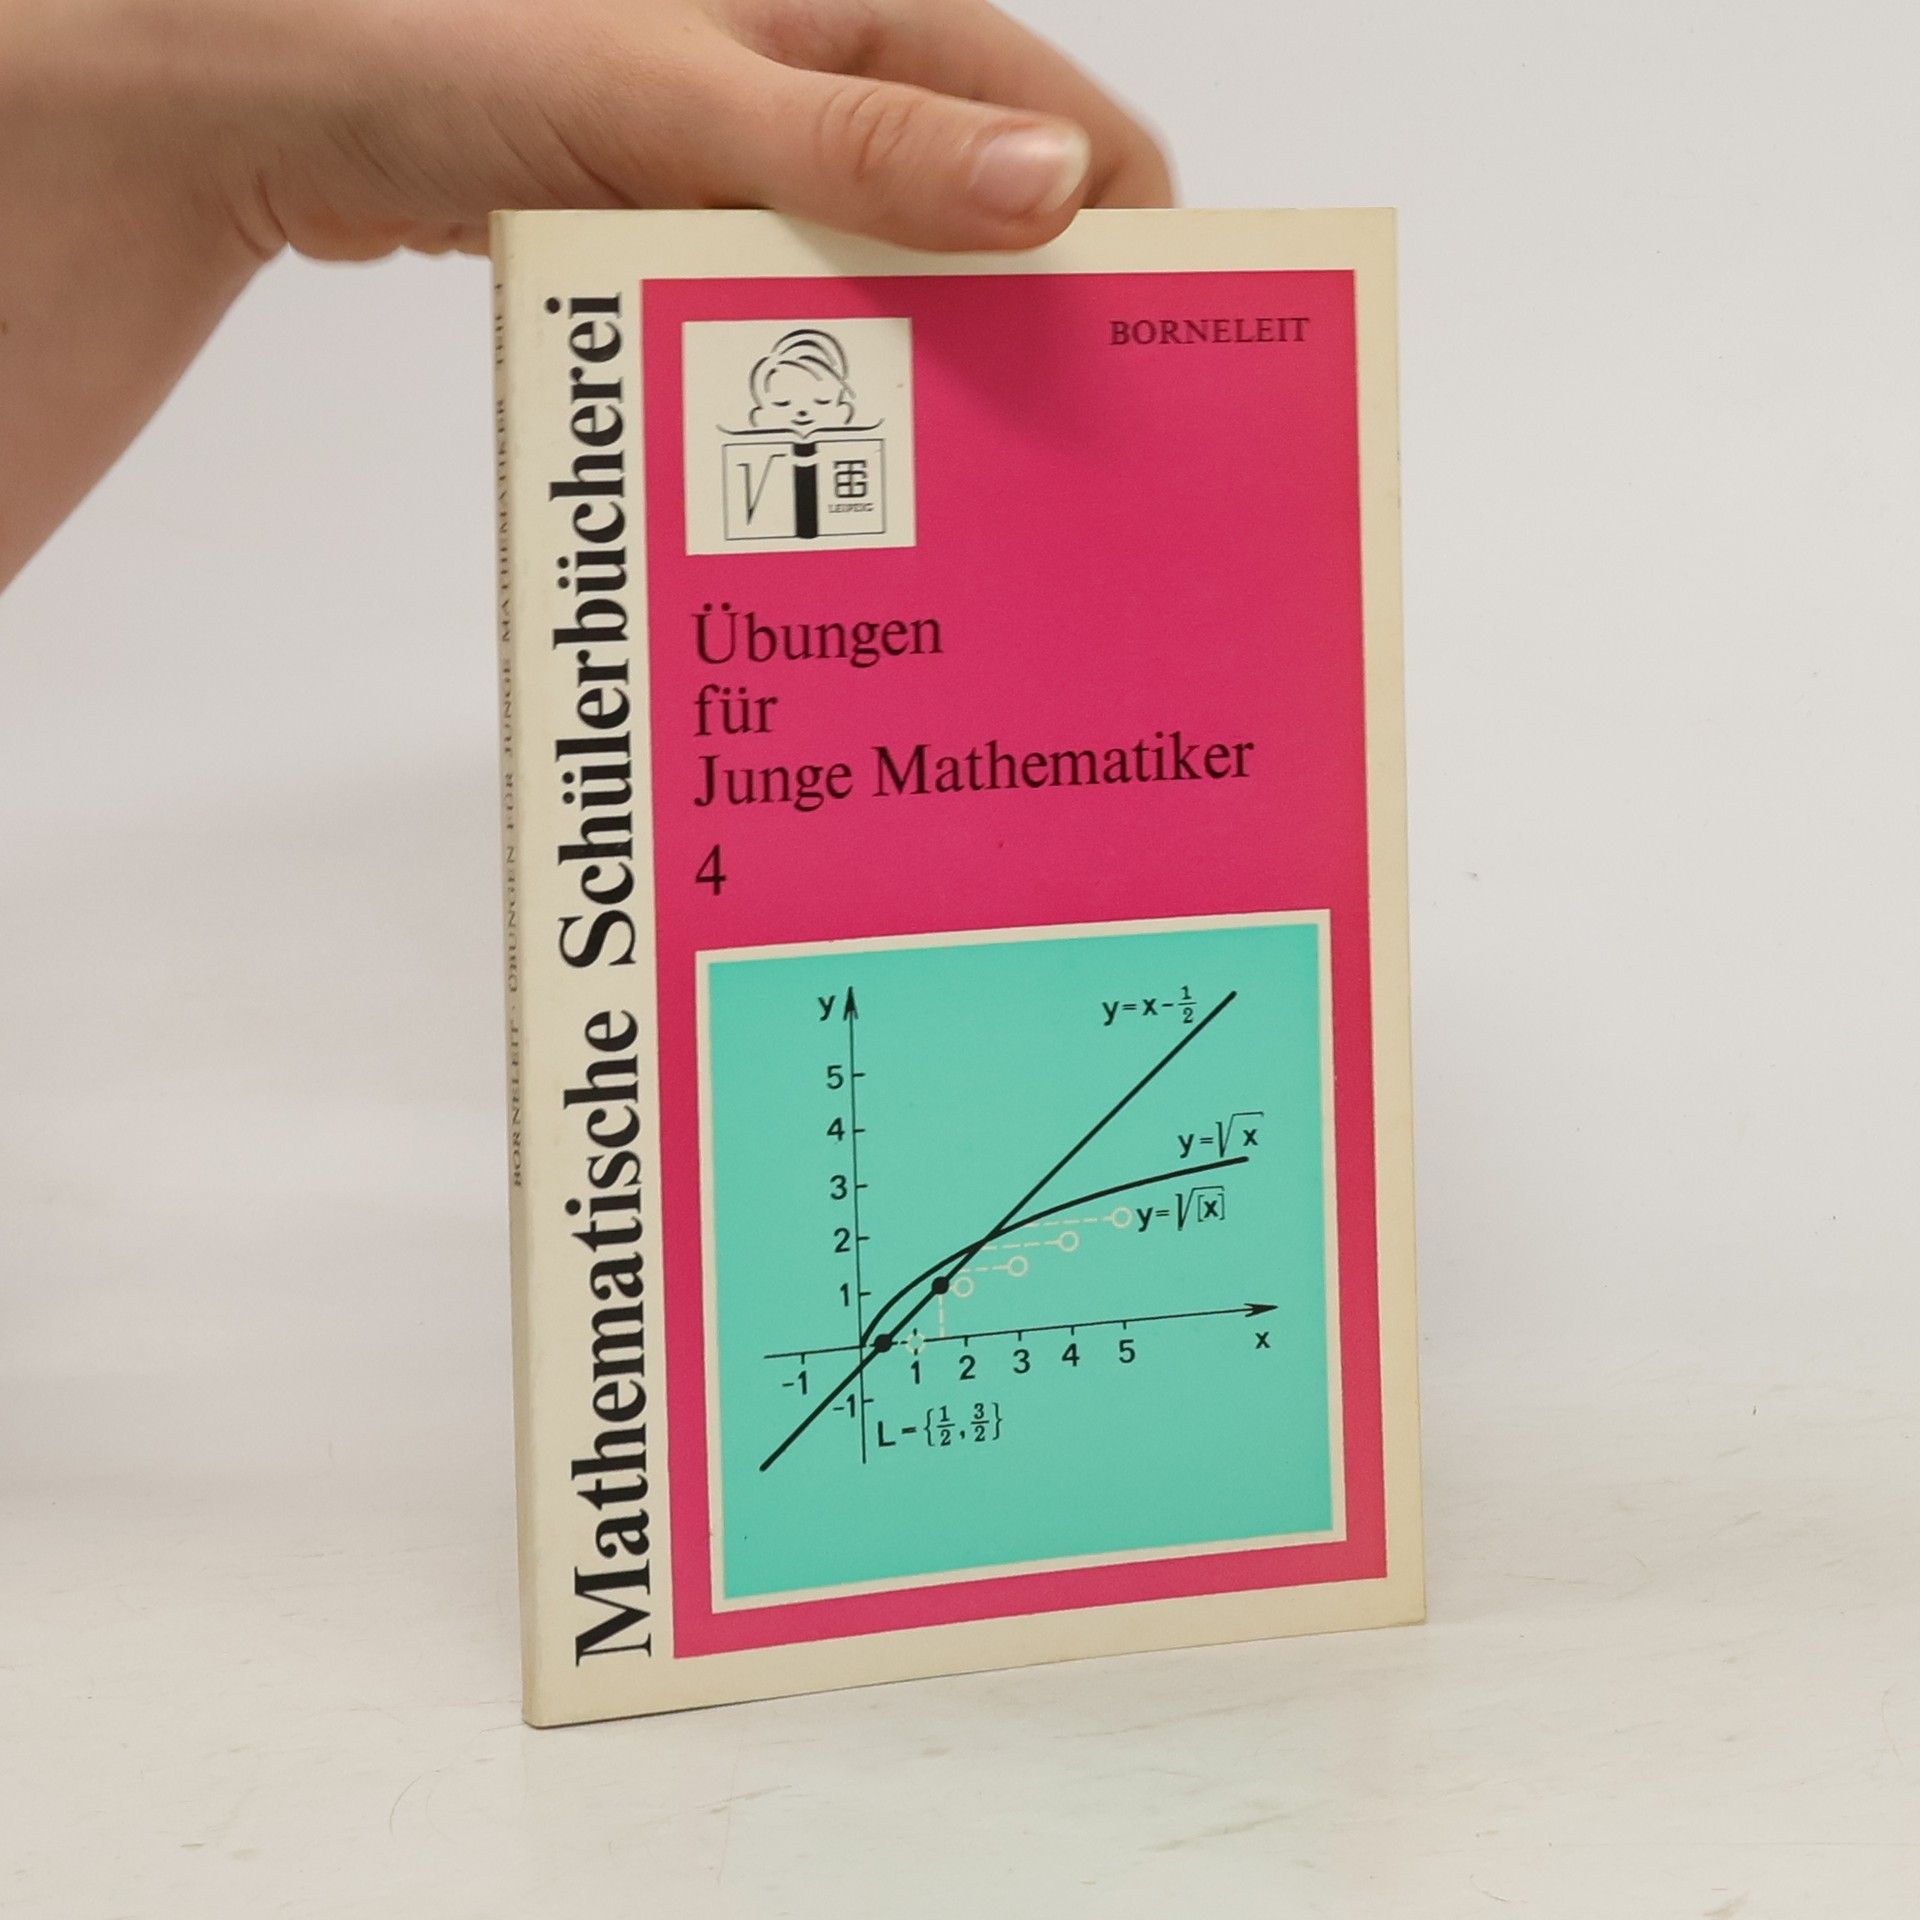 BORNELEIT · ÜBUNGEN FÜR JUNGE MATHEMATIKER TEIL 4
Mathematische Schülerbücherei
BORNELEIT
LEIPZIG
Übungen
für
Junge Mathematiker
4
y
y=x-1/2
5
4
y=√x
3
y=√[x]
2
1
x
-1
1
2
3
4
5
-1
L={1/2, 3/2}